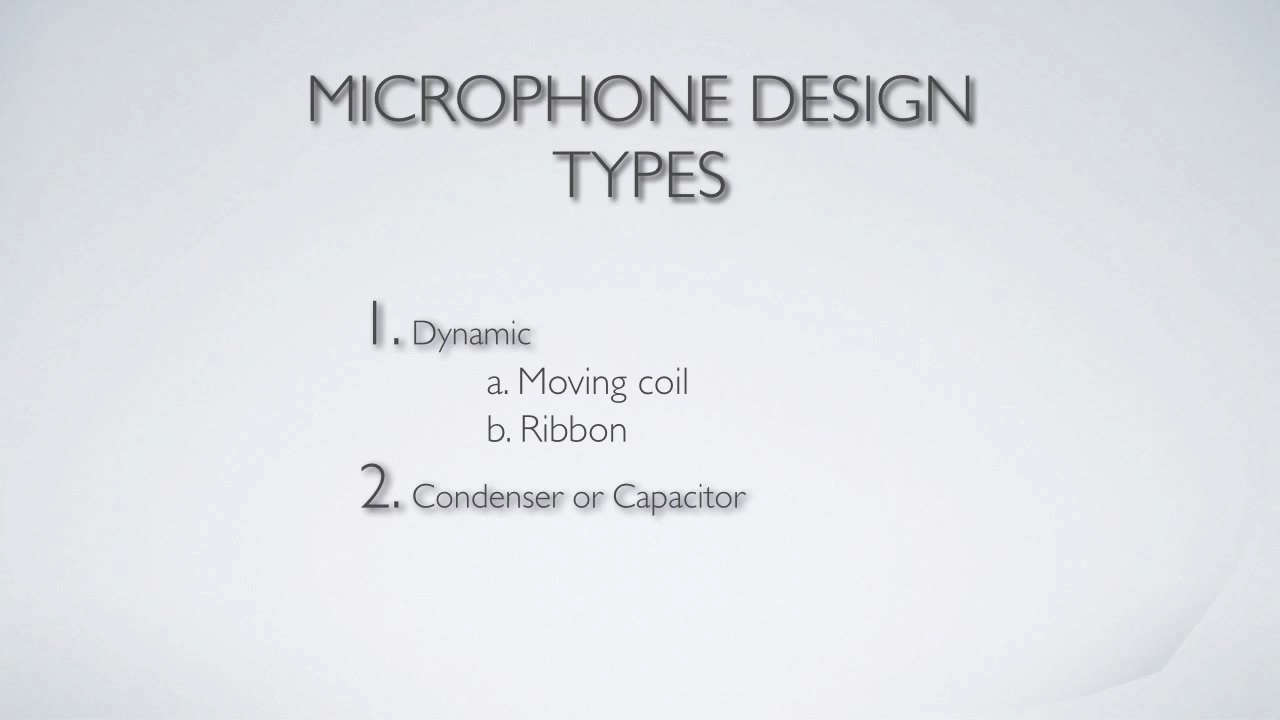 MICROPHONE DESIGN
TYPES
1. Dynamic
a. Moving coil
b. Ribbon
2. Condenser or Capacitor